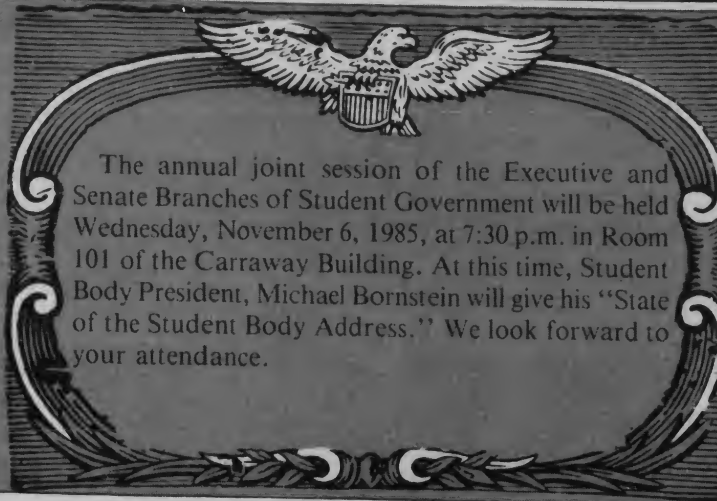 The annual joint session of the Executive and
Senate Branches of Student Government will be held
Wednesday, November 6, 1985, at 7:30 p.m. in Room
101 of the Carraway Building. At this time, Student
Body President, Michael Bornstein will give his “State
of the Student Body Address.” We look forward to
your attendance.